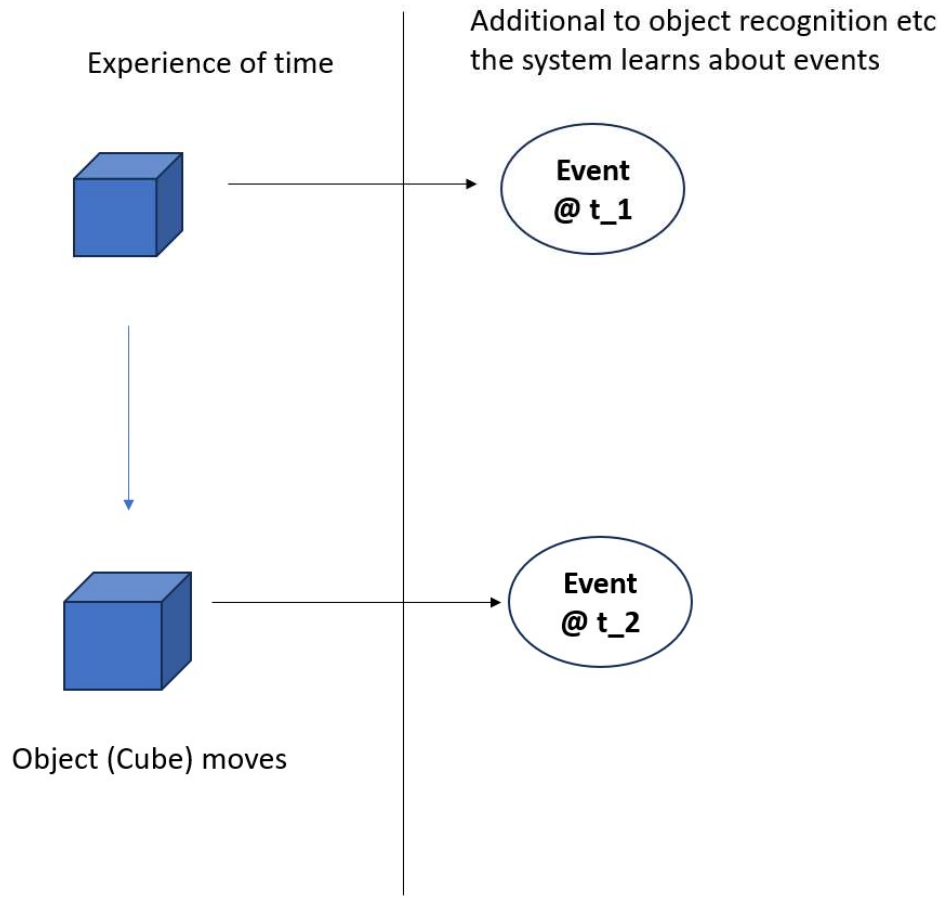 Experience of time
Additional to object recognition etc
the system learns about events
Event
@ t_1
Event
@ t_2
Object (Cube) moves